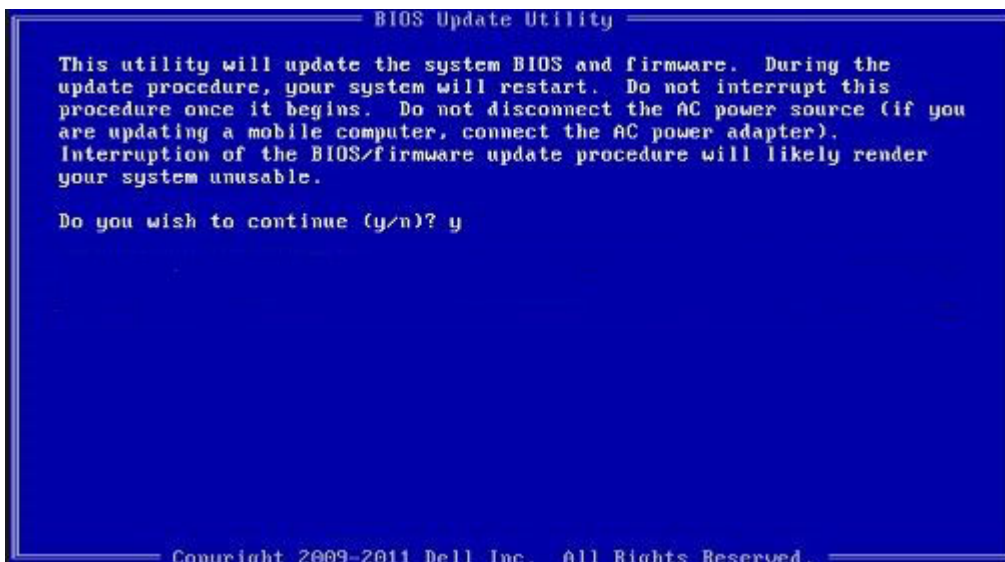 BIOS Update Utility
This utility will update the system BIOS and firmware.  During the
update procedure, your system will restart.  Do not interrupt this
procedure once it begins.  Do not disconnect the AC power source (if you
are updating a mobile computer, connect the AC power adapter).
Interruption of the BIOS/firmware update procedure will likely render
your system unusable.
Do you wish to continue (y/n)? y
Copyright 2009-2011 Dell Inc.  All Rights Reserved.